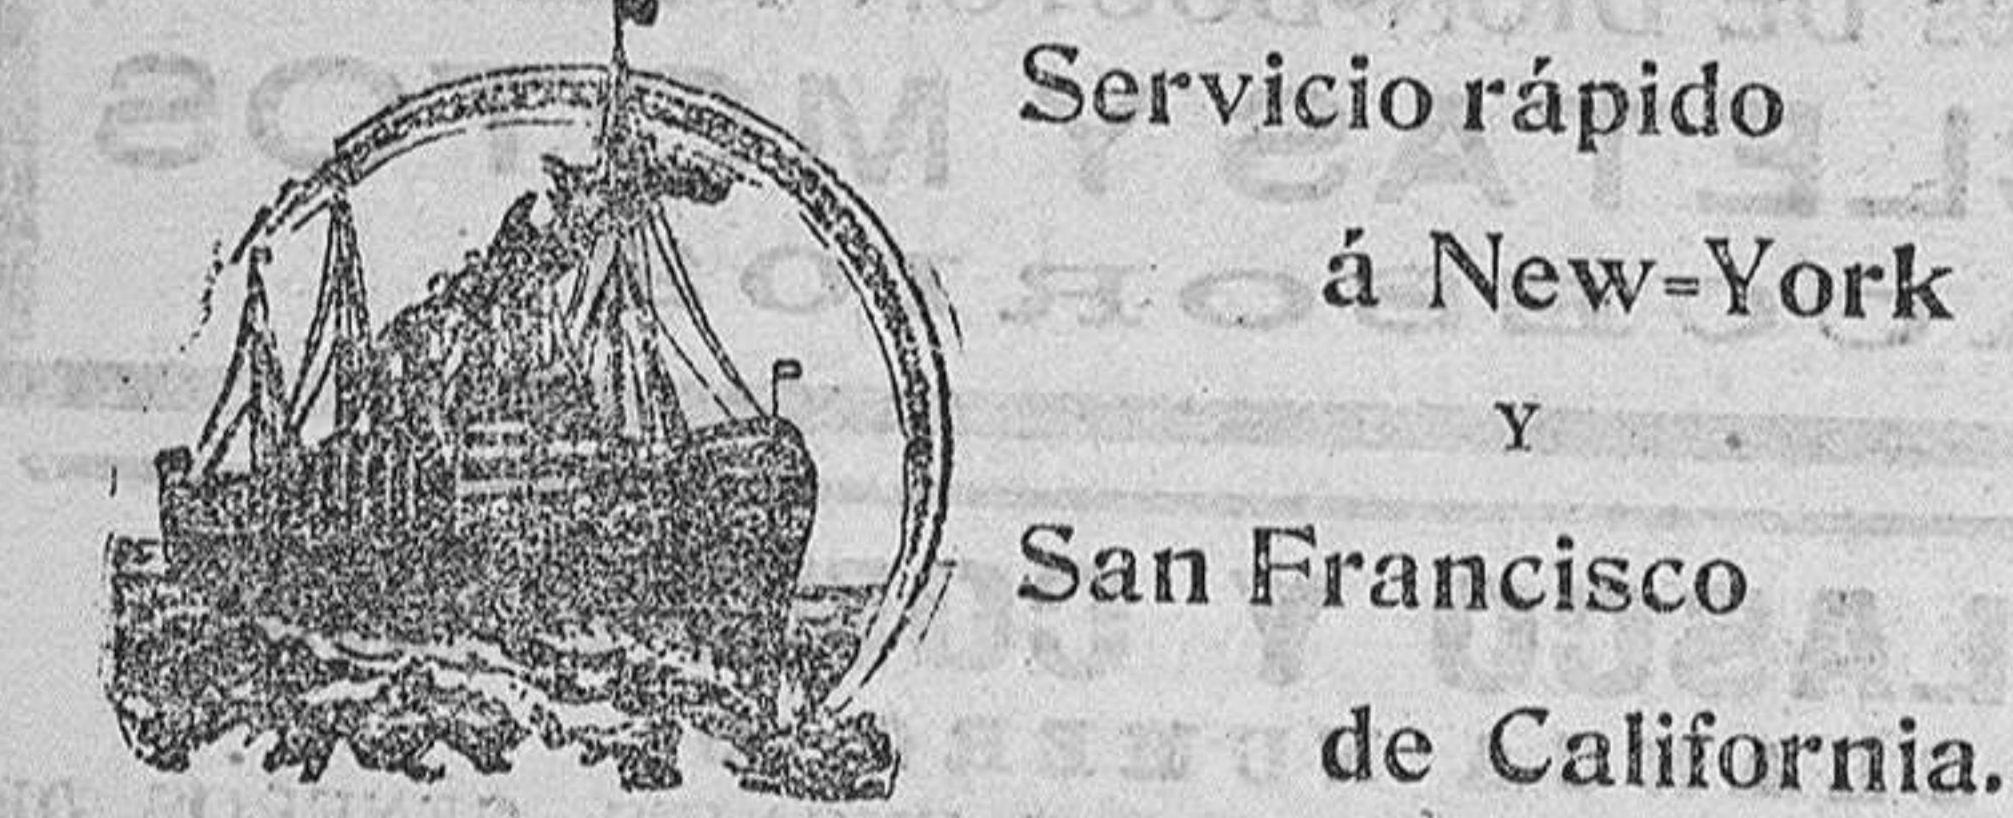 Servicio rápido
á New=York
Y
San Francisco
de California.